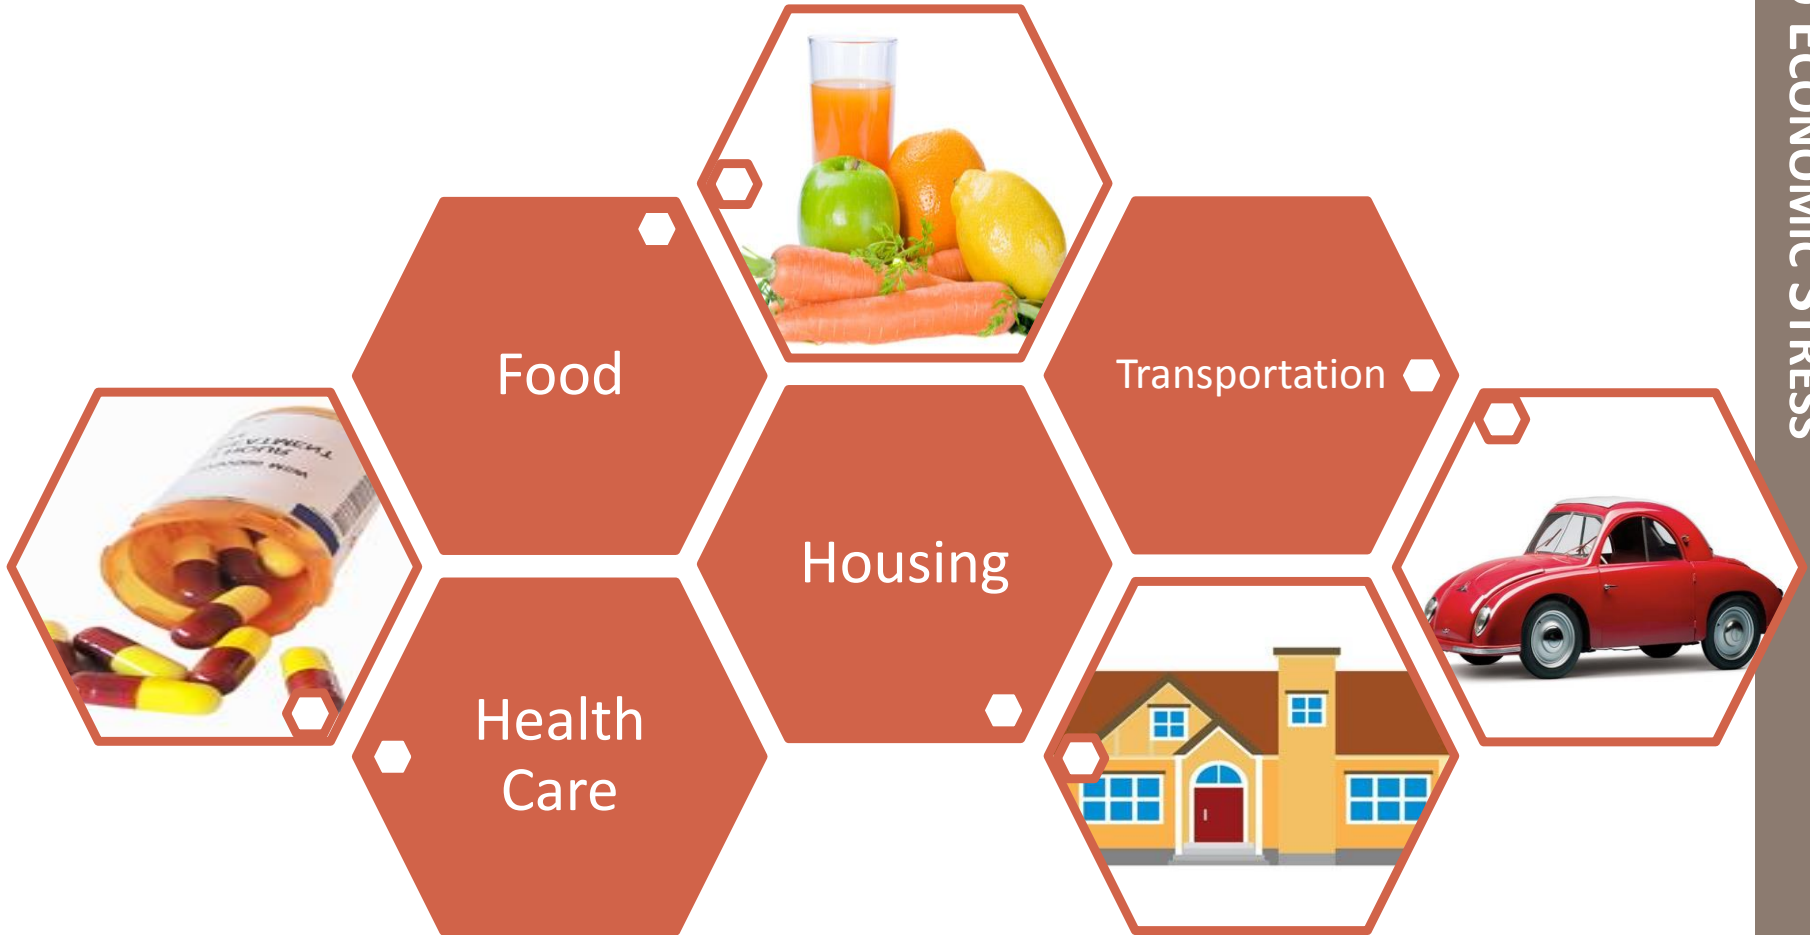 Food
Transportation
Housing
Health
Care
ECONOMIC STRESS